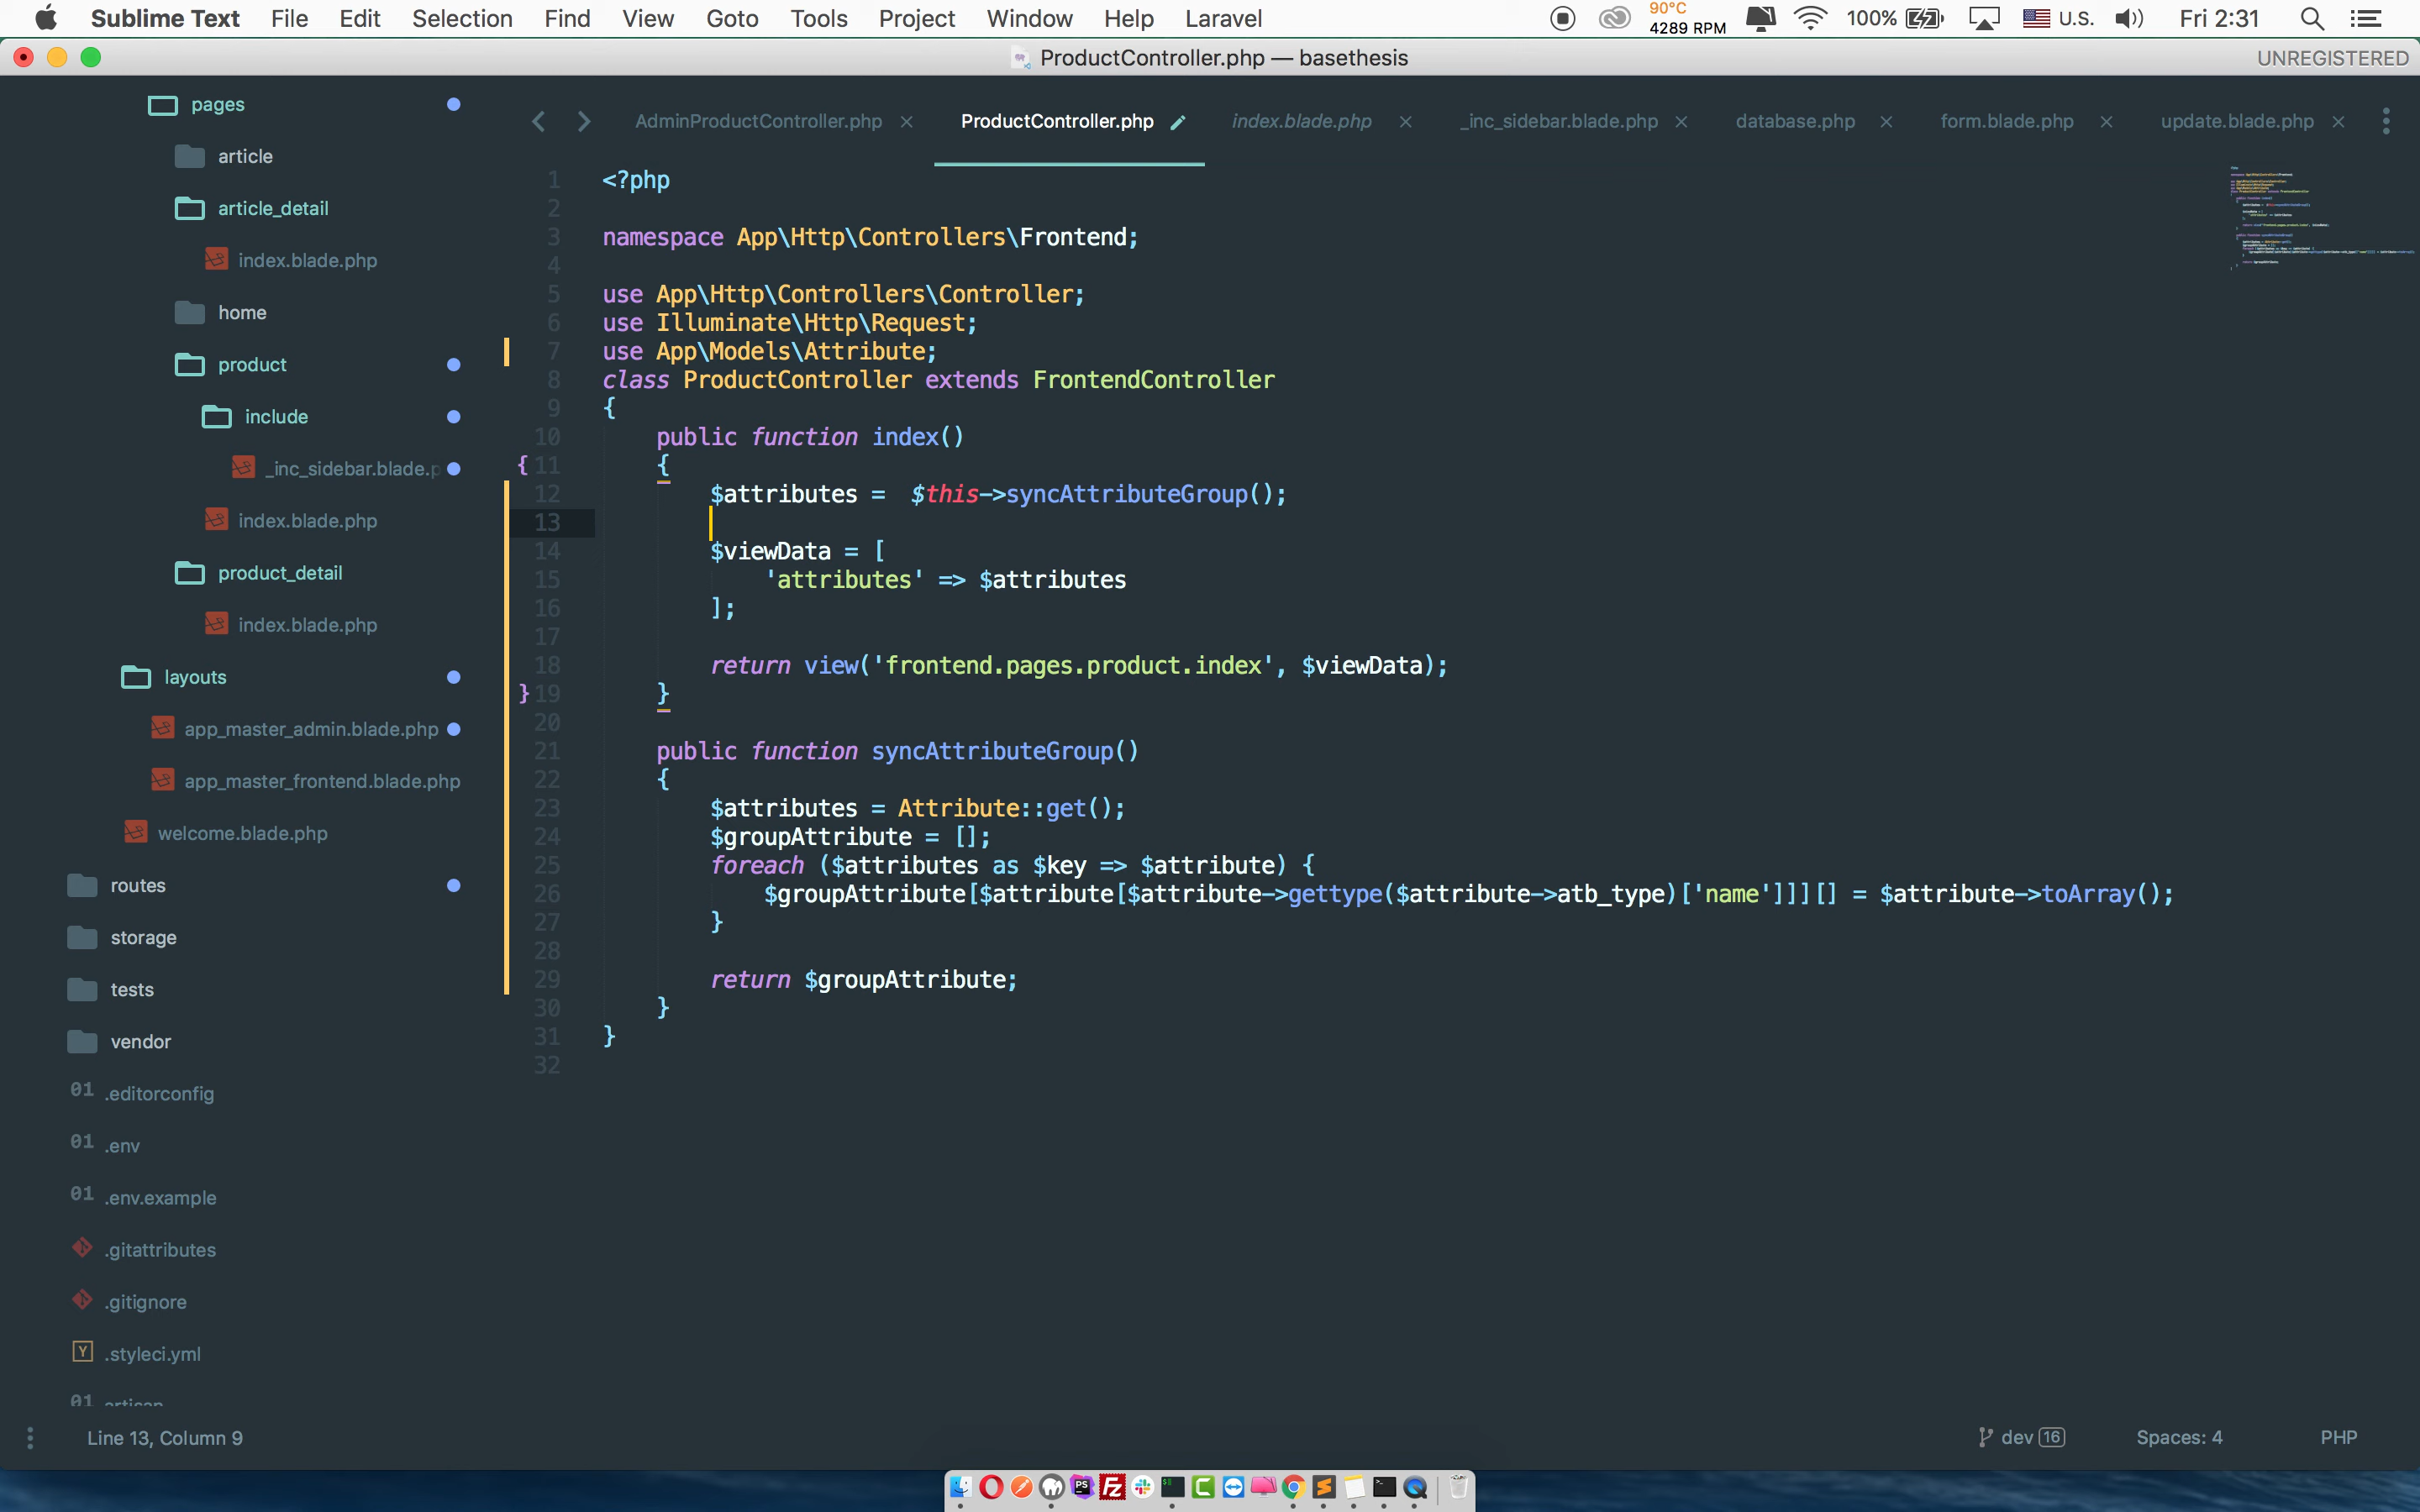 Sublime Text File Edit Selection Find View Goto Tools Project Window Help Laravel 90°C 4289 RPM 100% U.S. Fri 2:31
ProductController.php — basethesis UNREGISTERED
AdminProductController.php ProductController.php index.blade.php _inc_sidebar.blade.php database.php form.blade.php update.blade.php
pages
article
article_detail
index.blade.php
home
product
include
_inc_sidebar.blade.p
index.blade.php
product_detail
index.blade.php
layouts
app_master_admin.blade.php
app_master_frontend.blade.php
welcome.blade.php
routes
storage
tests
vendor
01 .editorconfig
01 .env
01 .env.example
.gitattributes
.gitignore
Y .styleci.yml
01 artisan
1 <?php
2
3 namespace App\Http\Controllers\Frontend;
4
5 use App\Http\Controllers\Controller;
6 use Illuminate\Http\Request;
7 use App\Models\Attribute;
8 class ProductController extends FrontendController
9 {
10 public function index()
{ 11 {
12 $attributes =  $this->syncAttributeGroup();
13
14 $viewData = [
15 'attributes' => $attributes
16 ];
17
18 return view('frontend.pages.product.index', $viewData);
} 19 }
20
21 public function syncAttributeGroup()
22 {
23 $attributes = Attribute::get();
24 $groupAttribute = [];
25 foreach ($attributes as $key => $attribute) {
26 $groupAttribute[$attribute[$attribute->gettype($attribute->atb_type)['name']]][] = $attribute->toArray();
27 }
28
29 return $groupAttribute;
30 }
31 }
32
Line 13, Column 9 dev 16 Spaces: 4 PHP